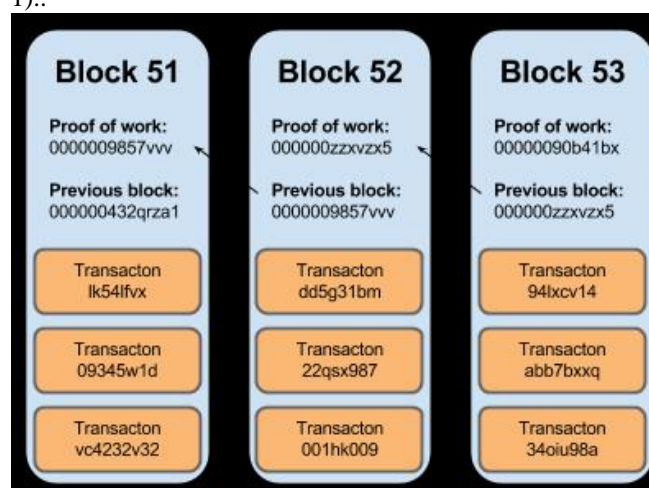 1)..
Block 51
Proof of work:
0000009857vvv
Previous block:
000000432qrza1
Transacton
lk54lfvx
Transacton
09345w1d
Transacton
vc4232v32
Block 52
Proof of work:
000000zzxvzx5
Previous block:
0000009857vvv
Transacton
dd5g31bm
Transacton
22qsx987
Transacton
001hk009
Block 53
Proof of work:
00000090b41bx
Previous block:
000000zzxvzx5
Transacton
94lxcv14
Transacton
abb7bxxq
Transacton
34oiu98a